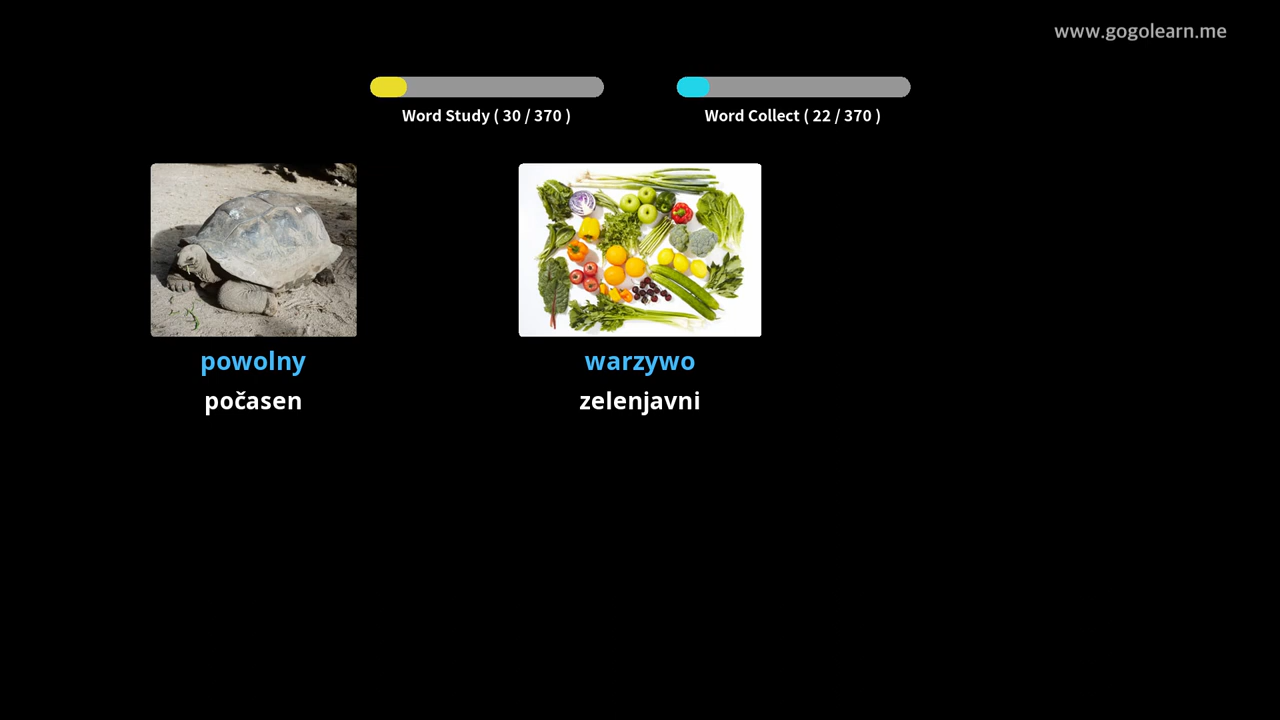 www.gogolearn.me
Word Study ( 30 / 370 )
Word Collect ( 22 / 370 )
powolny
počasen
warzywo
zelenjavni